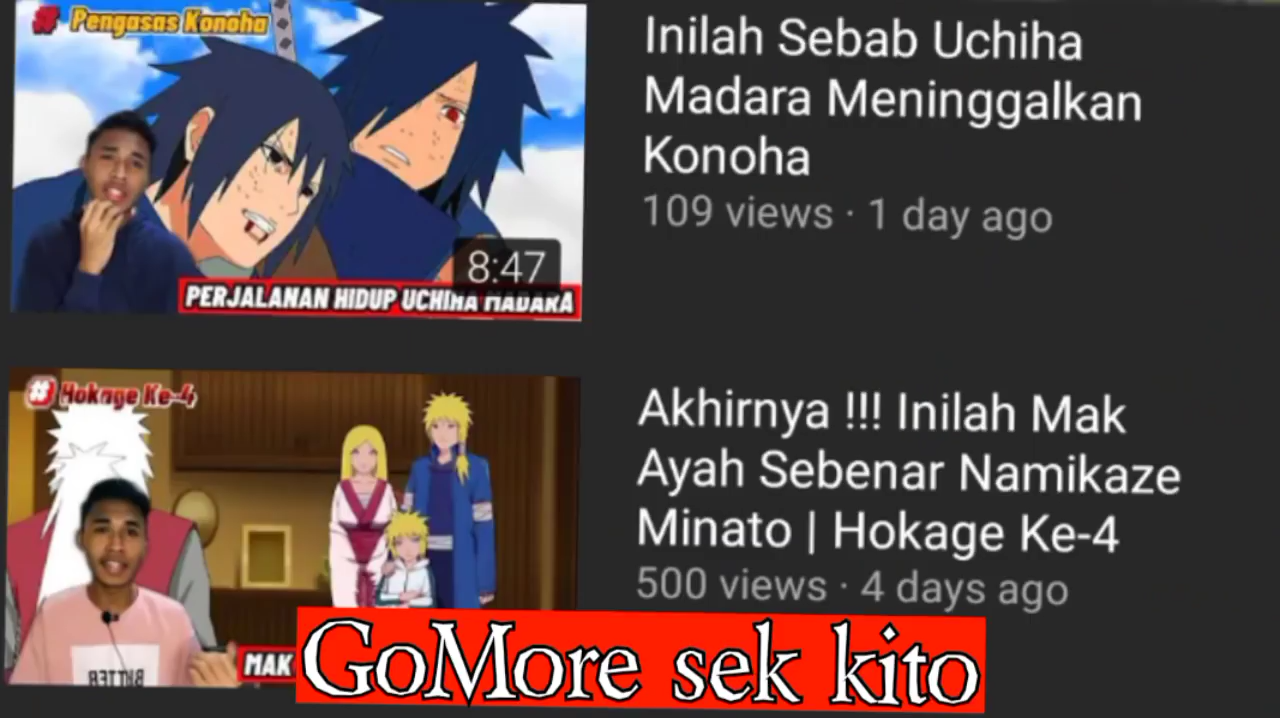 # Pengasas Konoha
8:47
PERJALANAN HIDUP UCHIHA MADARA
Inilah Sebab Uchiha
Madara Meninggalkan
Konoha
109 views · 1 day ago
# Hokage Ke-4
MAK
Akhirnya !!! Inilah Mak
Ayah Sebenar Namikaze
Minato | Hokage Ke-4
500 views · 4 days ago
GoMore sek kito